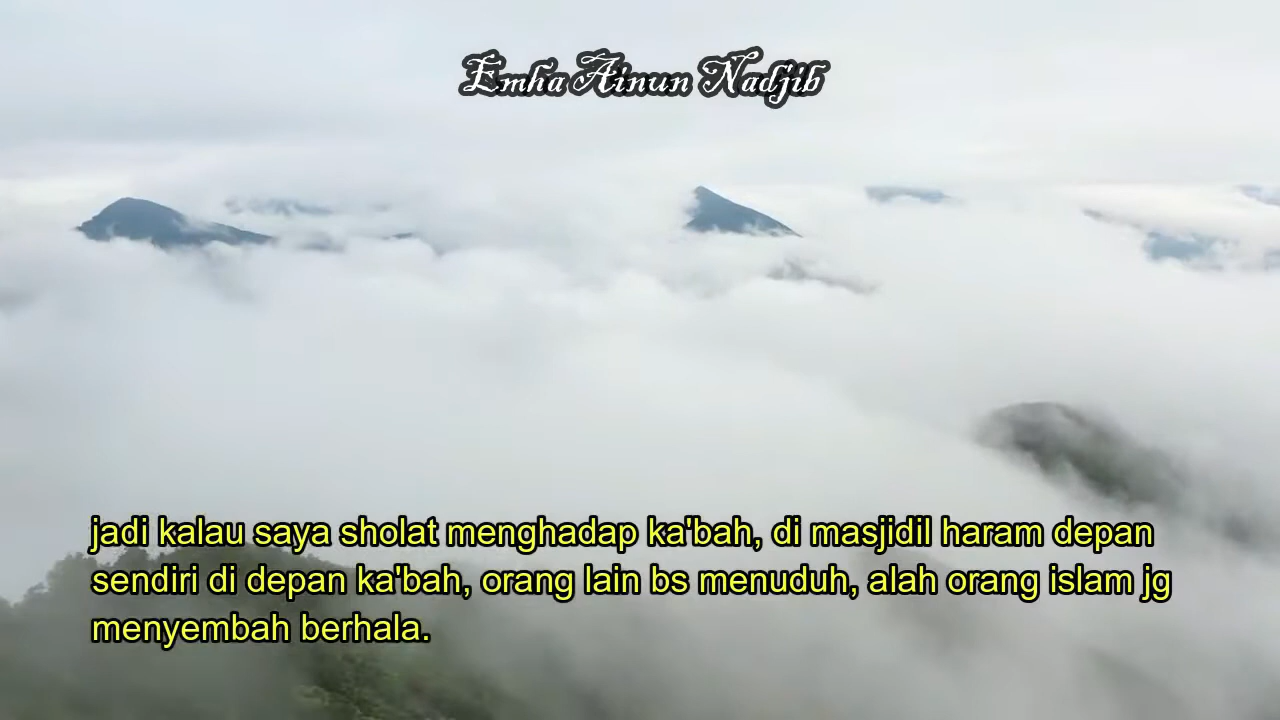 Emha Ainun Nadjib
jadi kalau saya sholat menghadap ka'bah, di masjidil haram depan
sendiri di depan ka'bah, orang lain bs menuduh, alah orang islam jg
menyembah berhala.